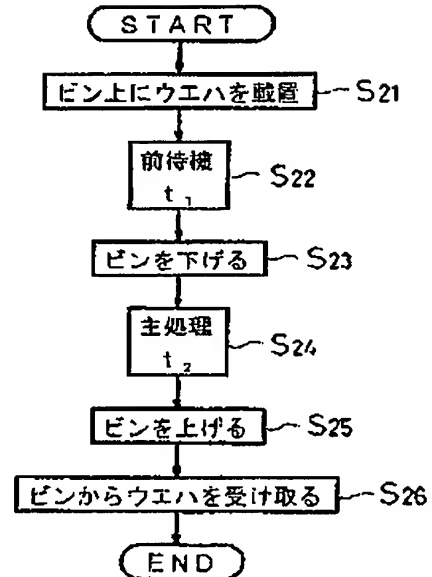 START
ピン上にウエハを載置 S21
前待機 S22
t₁
ピンを下げる S23
主処理 S24
t₂
ピンを上げる S25
ピンからウエハを受け取る S26
END